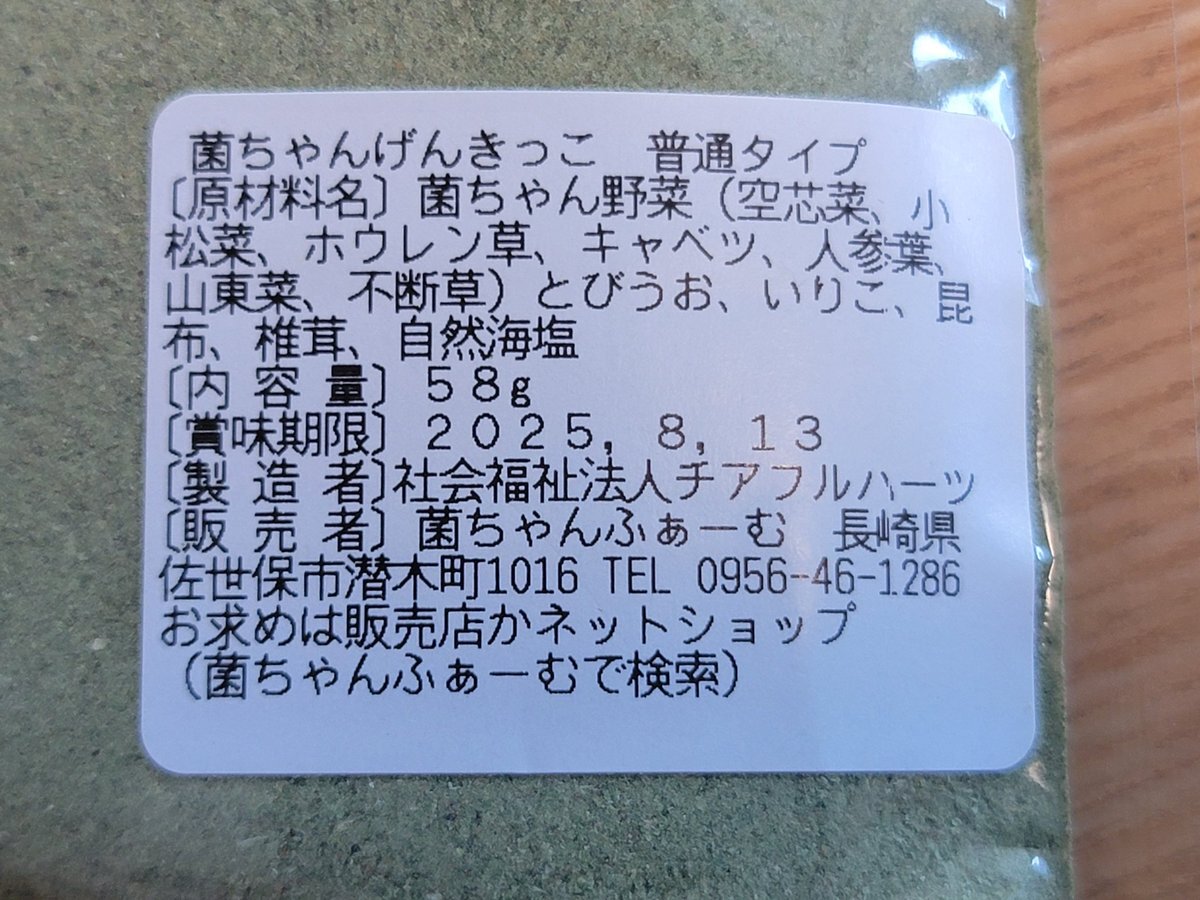 菌ちゃんげんきっこ　普通タイプ
〔原材料名〕菌ちゃん野菜（空芯菜、小
松菜、ホウレン草、キャベツ、人参葉、
山東菜、不断草）とびうお、いりこ、昆
布、椎茸、自然海塩
〔内 容 量〕５８g
〔賞味期限〕２０２５，８，１３
〔製 造 者〕社会福祉法人チアフルハーツ
〔販 売 者〕菌ちゃんふぁーむ　長崎県
佐世保市潜木町1016 TEL 0956-46-1286
お求めは販売店かネットショップ
（菌ちゃんふぁーむで検索）